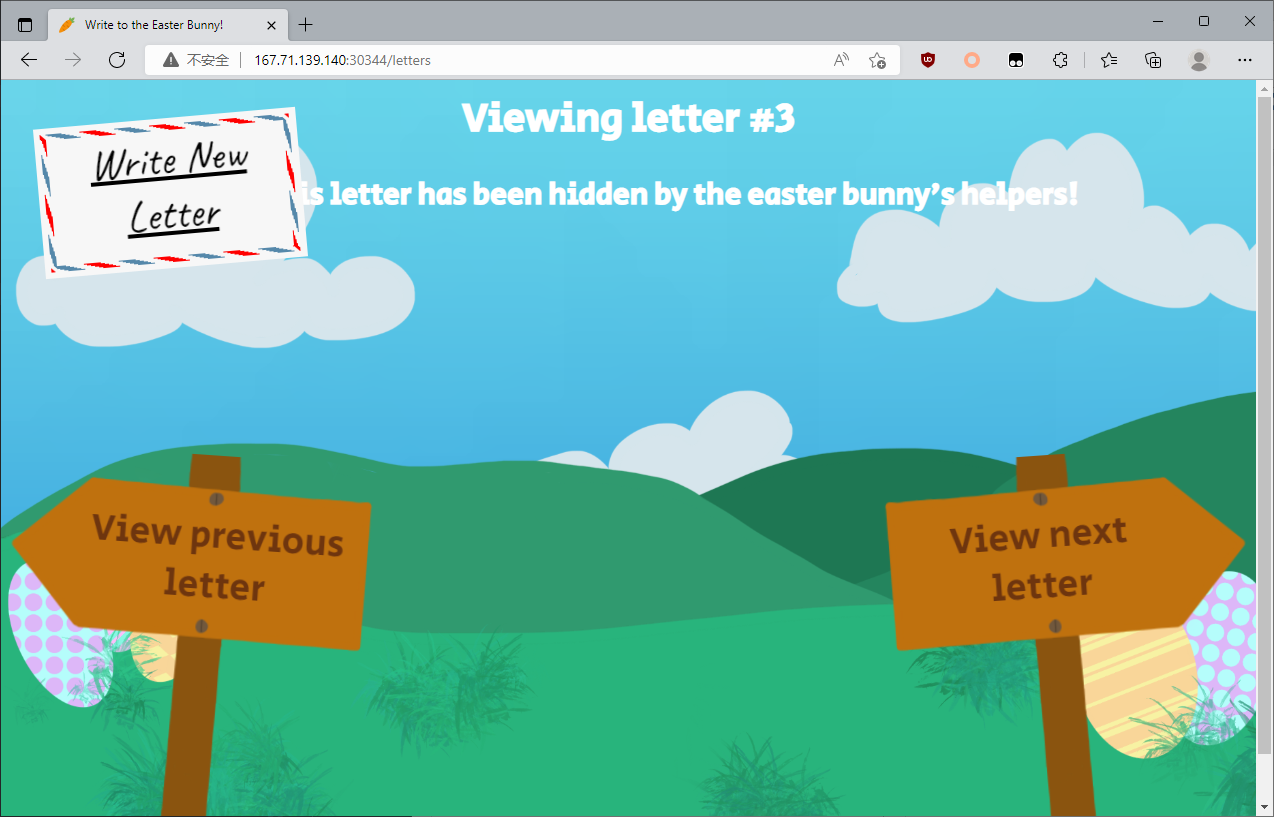 Write to the Easter Bunny!
不安全
167.71.139.140:30344/letters
Viewing letter #3
Write New
Letter
is letter has been hidden by the easter bunny's helpers!
View previous
letter
View next
letter